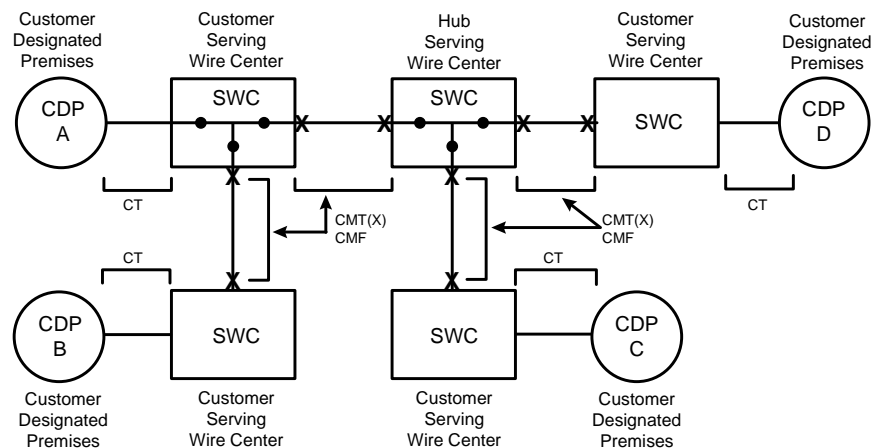 Customer
Designated
Premises
Customer
Serving
Wire Center
Hub
Serving
Wire Center
Customer
Serving
Wire Center
Customer
Designated
Premises
CDP
A
SWC
X
X
SWC
X
X
SWC
CDP
D
CT
X
X
CT
CMT(X)
CMF
CMT(X)
CMF
CT
CT
X
X
CDP
B
SWC
SWC
CDP
C
Customer
Designated
Premises
Customer
Serving
Wire Center
Customer
Serving
Wire Center
Customer
Designated
Premises